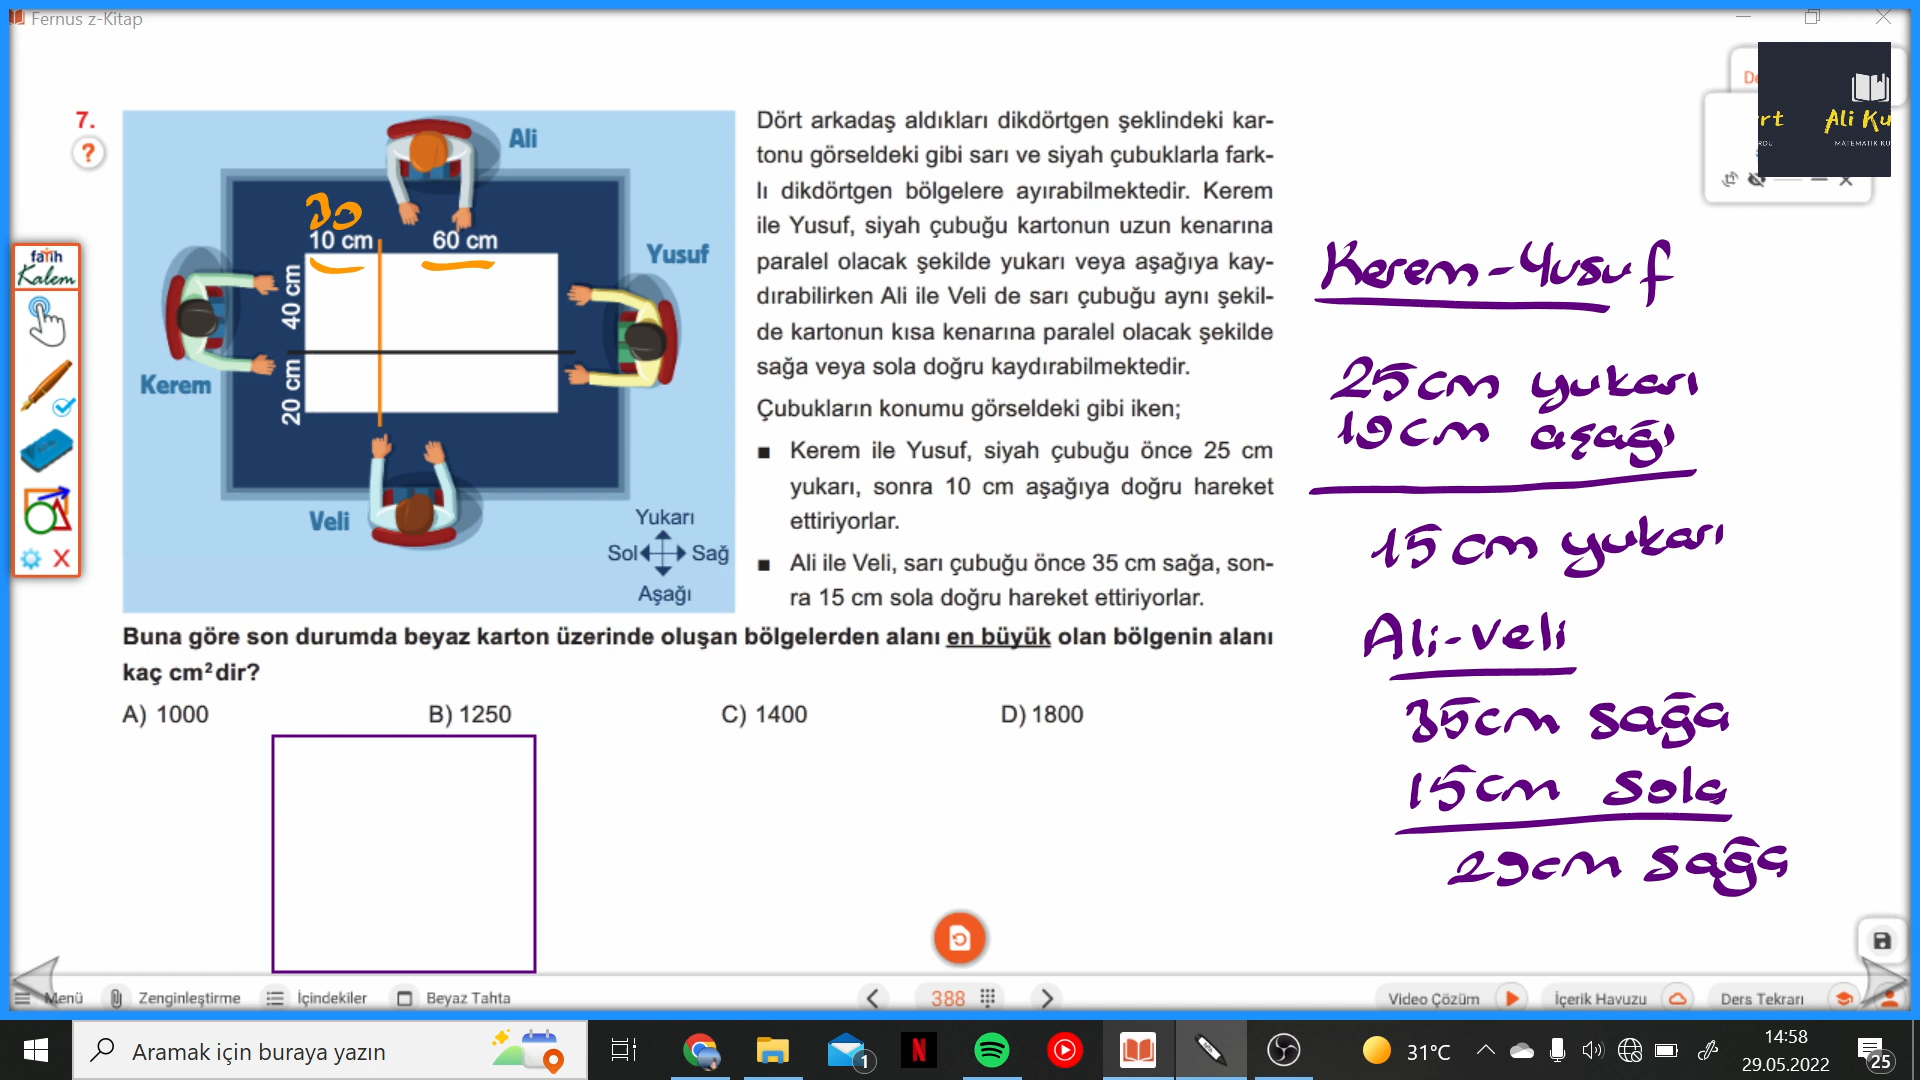 Fernus z-Kitap
7.
?
Ali
30
10 cm
60 cm
Yusuf
40 cm
20 cm
Kerem
Veli
Yukarı
Sol
Sağ
Aşağı
Dört arkadaş aldıkları dikdörtgen şeklindeki kar-
tonu görseldeki gibi sarı ve siyah çubuklarla fark-
lı dikdörtgen bölgelere ayırabilmektedir. Kerem
ile Yusuf, siyah çubuğu kartonun uzun kenarına
paralel olacak şekilde yukarı veya aşağıya kay-
dırabilirken Ali ile Veli de sarı çubuğu aynı şekil-
de kartonun kısa kenarına paralel olacak şekilde
sağa veya sola doğru kaydırabilmektedir.
Çubukların konumu görseldeki gibi iken;
■ Kerem ile Yusuf, siyah çubuğu önce 25 cm
yukarı, sonra 10 cm aşağıya doğru hareket
ettiriyorlar.
■ Ali ile Veli, sarı çubuğu önce 35 cm sağa, son-
ra 15 cm sola doğru hareket ettiriyorlar.
Buna göre son durumda beyaz karton üzerinde oluşan bölgelerden alanı en büyük olan bölgenin alanı
kaç cm² dir?
A) 1000 B) 1250 C) 1400 D) 1800
Kerem-Yusuf
25cm yukarı
10cm aşağı
15cm yukarı
Ali-Veli
35cm sağa
15cm sola
20cm sağa
fatih
Kalem
De
rt Ali Ku
RDU MATEMATİK KU
Menü Zenginleştirme İçindekiler Beyaz Tahta 388 Video Çözüm İçerik Havuzu Ders Tekrarı
Aramak için buraya yazın
1
31°C
14:58
29.05.2022
25